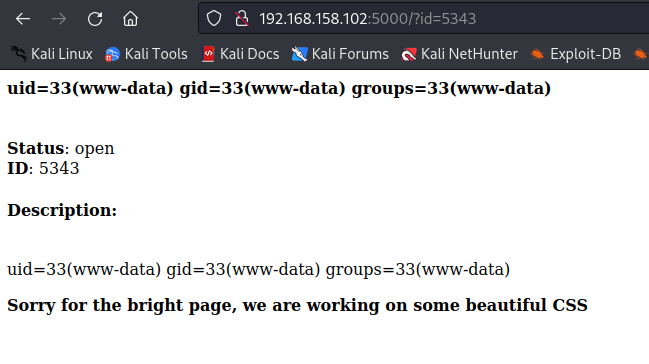 192.168.158.102:5000/?id=5343
Kali Linux Kali Tools Kali Docs Kali Forums Kali NetHunter Exploit-DB
uid=33(www-data) gid=33(www-data) groups=33(www-data)
Status: open
ID: 5343
Description:
uid=33(www-data) gid=33(www-data) groups=33(www-data)
Sorry for the bright page, we are working on some beautiful CSS